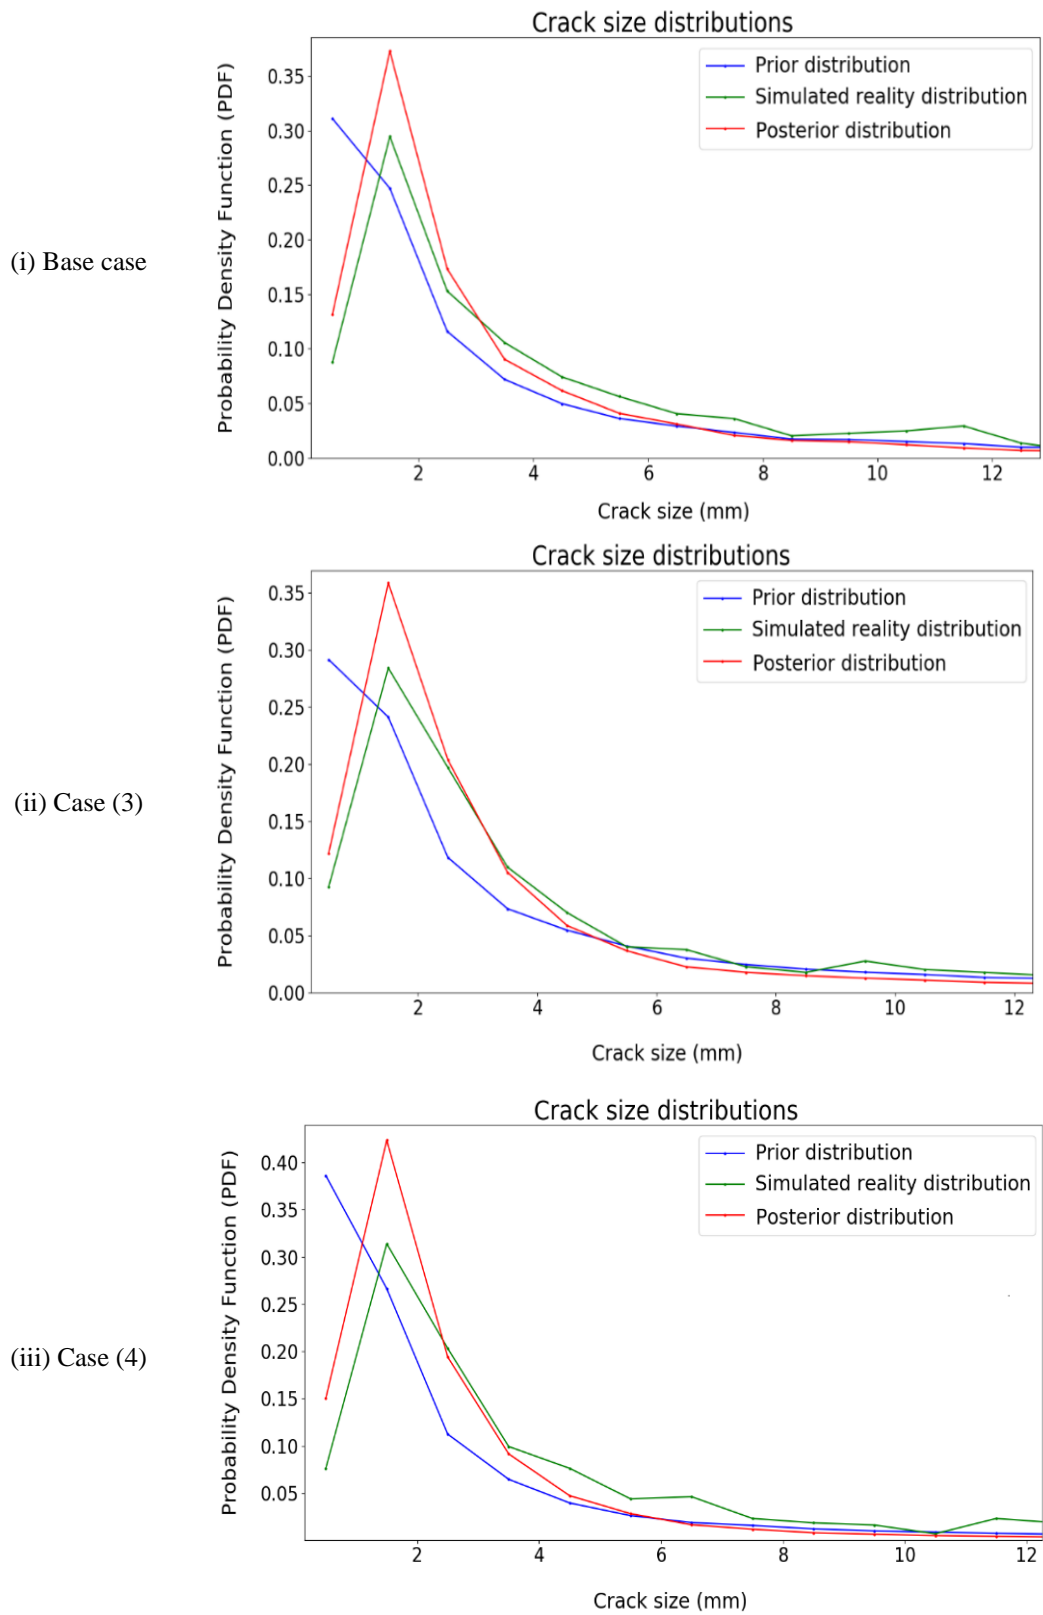 Crack size distributions
Probability Density Function (PDF)
0.35
0.30
0.25
0.20
0.15
0.10
0.05
0.00
Prior distribution
Simulated reality distribution
Posterior distribution
(i) Base case
2 4 6 8 10 12
Crack size (mm)
Crack size distributions
Probability Density Function (PDF)
0.35
0.30
0.25
0.20
0.15
0.10
0.05
0.00
Prior distribution
Simulated reality distribution
Posterior distribution
(ii) Case (3)
2 4 6 8 10 12
Crack size (mm)
Crack size distributions
Probability Density Function (PDF)
0.40
0.35
0.30
0.25
0.20
0.15
0.10
0.05
Prior distribution
Simulated reality distribution
Posterior distribution
(iii) Case (4)
2 4 6 8 10 12
Crack size (mm)